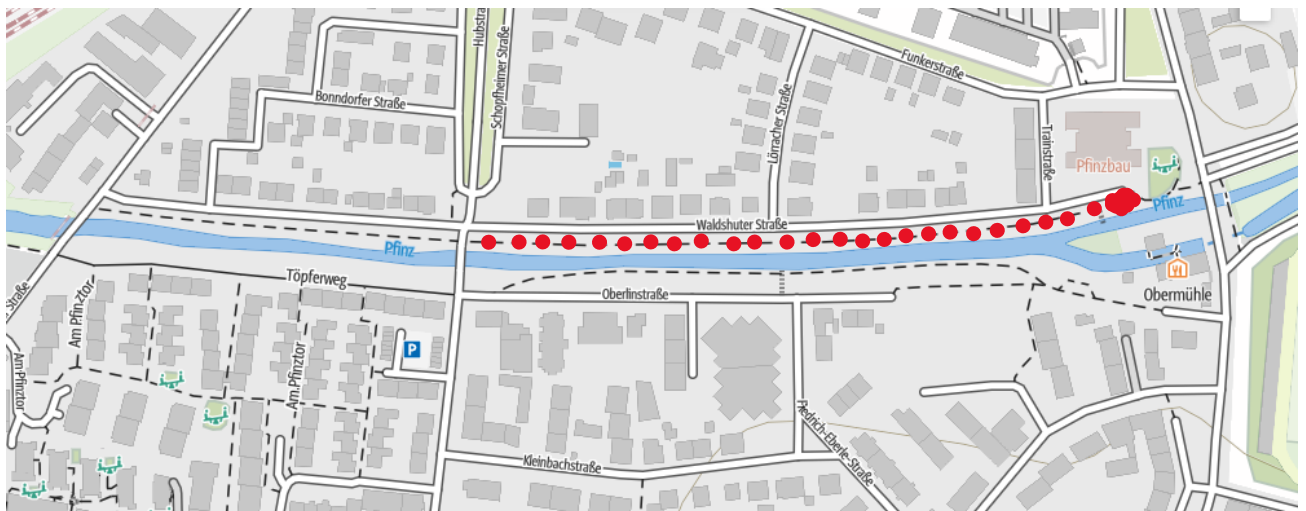 Hubstra
Schopfheimer Straße
Funkerstraße
Bonndorfer Straße
Lörracher Straße
Trainstraße
Pfinzbau
Waldshuter Straße
Pfinz
Pfinz
Töpferweg
Oberlinstraße
Obermühle
r Straße
Am Pfinztor
Am Pfinztor
Am.Pfinztor
P
Friedrich-Eberle-Straße
Kleinbachstraße